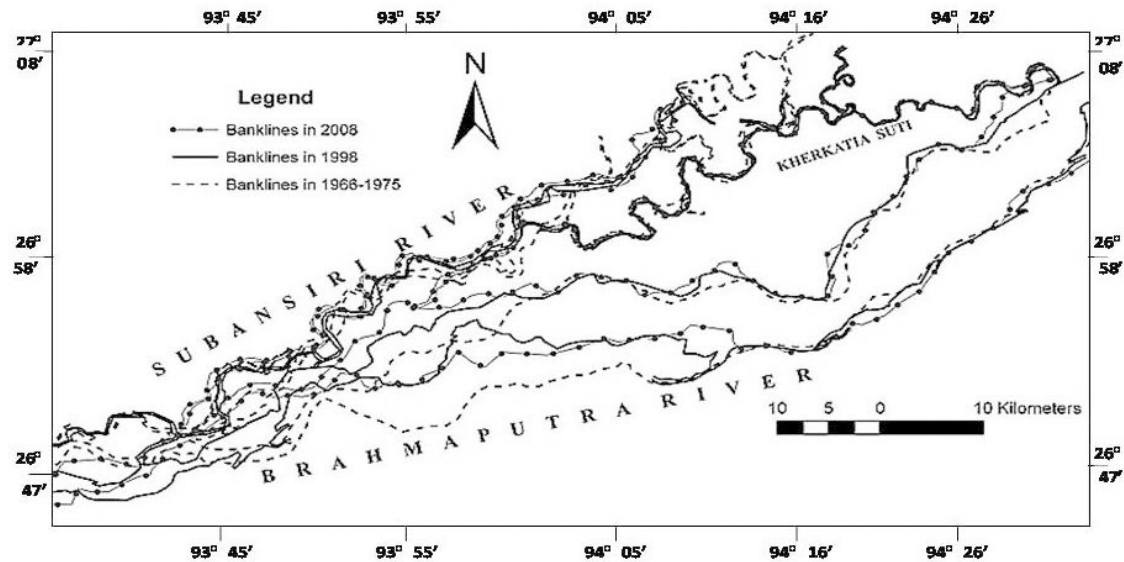 93° 45' 93° 55' 94° 05' 94° 16' 94° 26'
27° 08' 27° 08'
N
Legend
Banklines in 2008
Banklines in 1998
Banklines in 1966-1975
KHERKATIA SUTI
SUBANSIRI RIVER
26° 58' 26° 58'
BRAHMAPUTRA RIVER
10 5 0 10 Kilometers
26° 47' 26° 47'
93° 45' 93° 55' 94° 05' 94° 16' 94° 26'